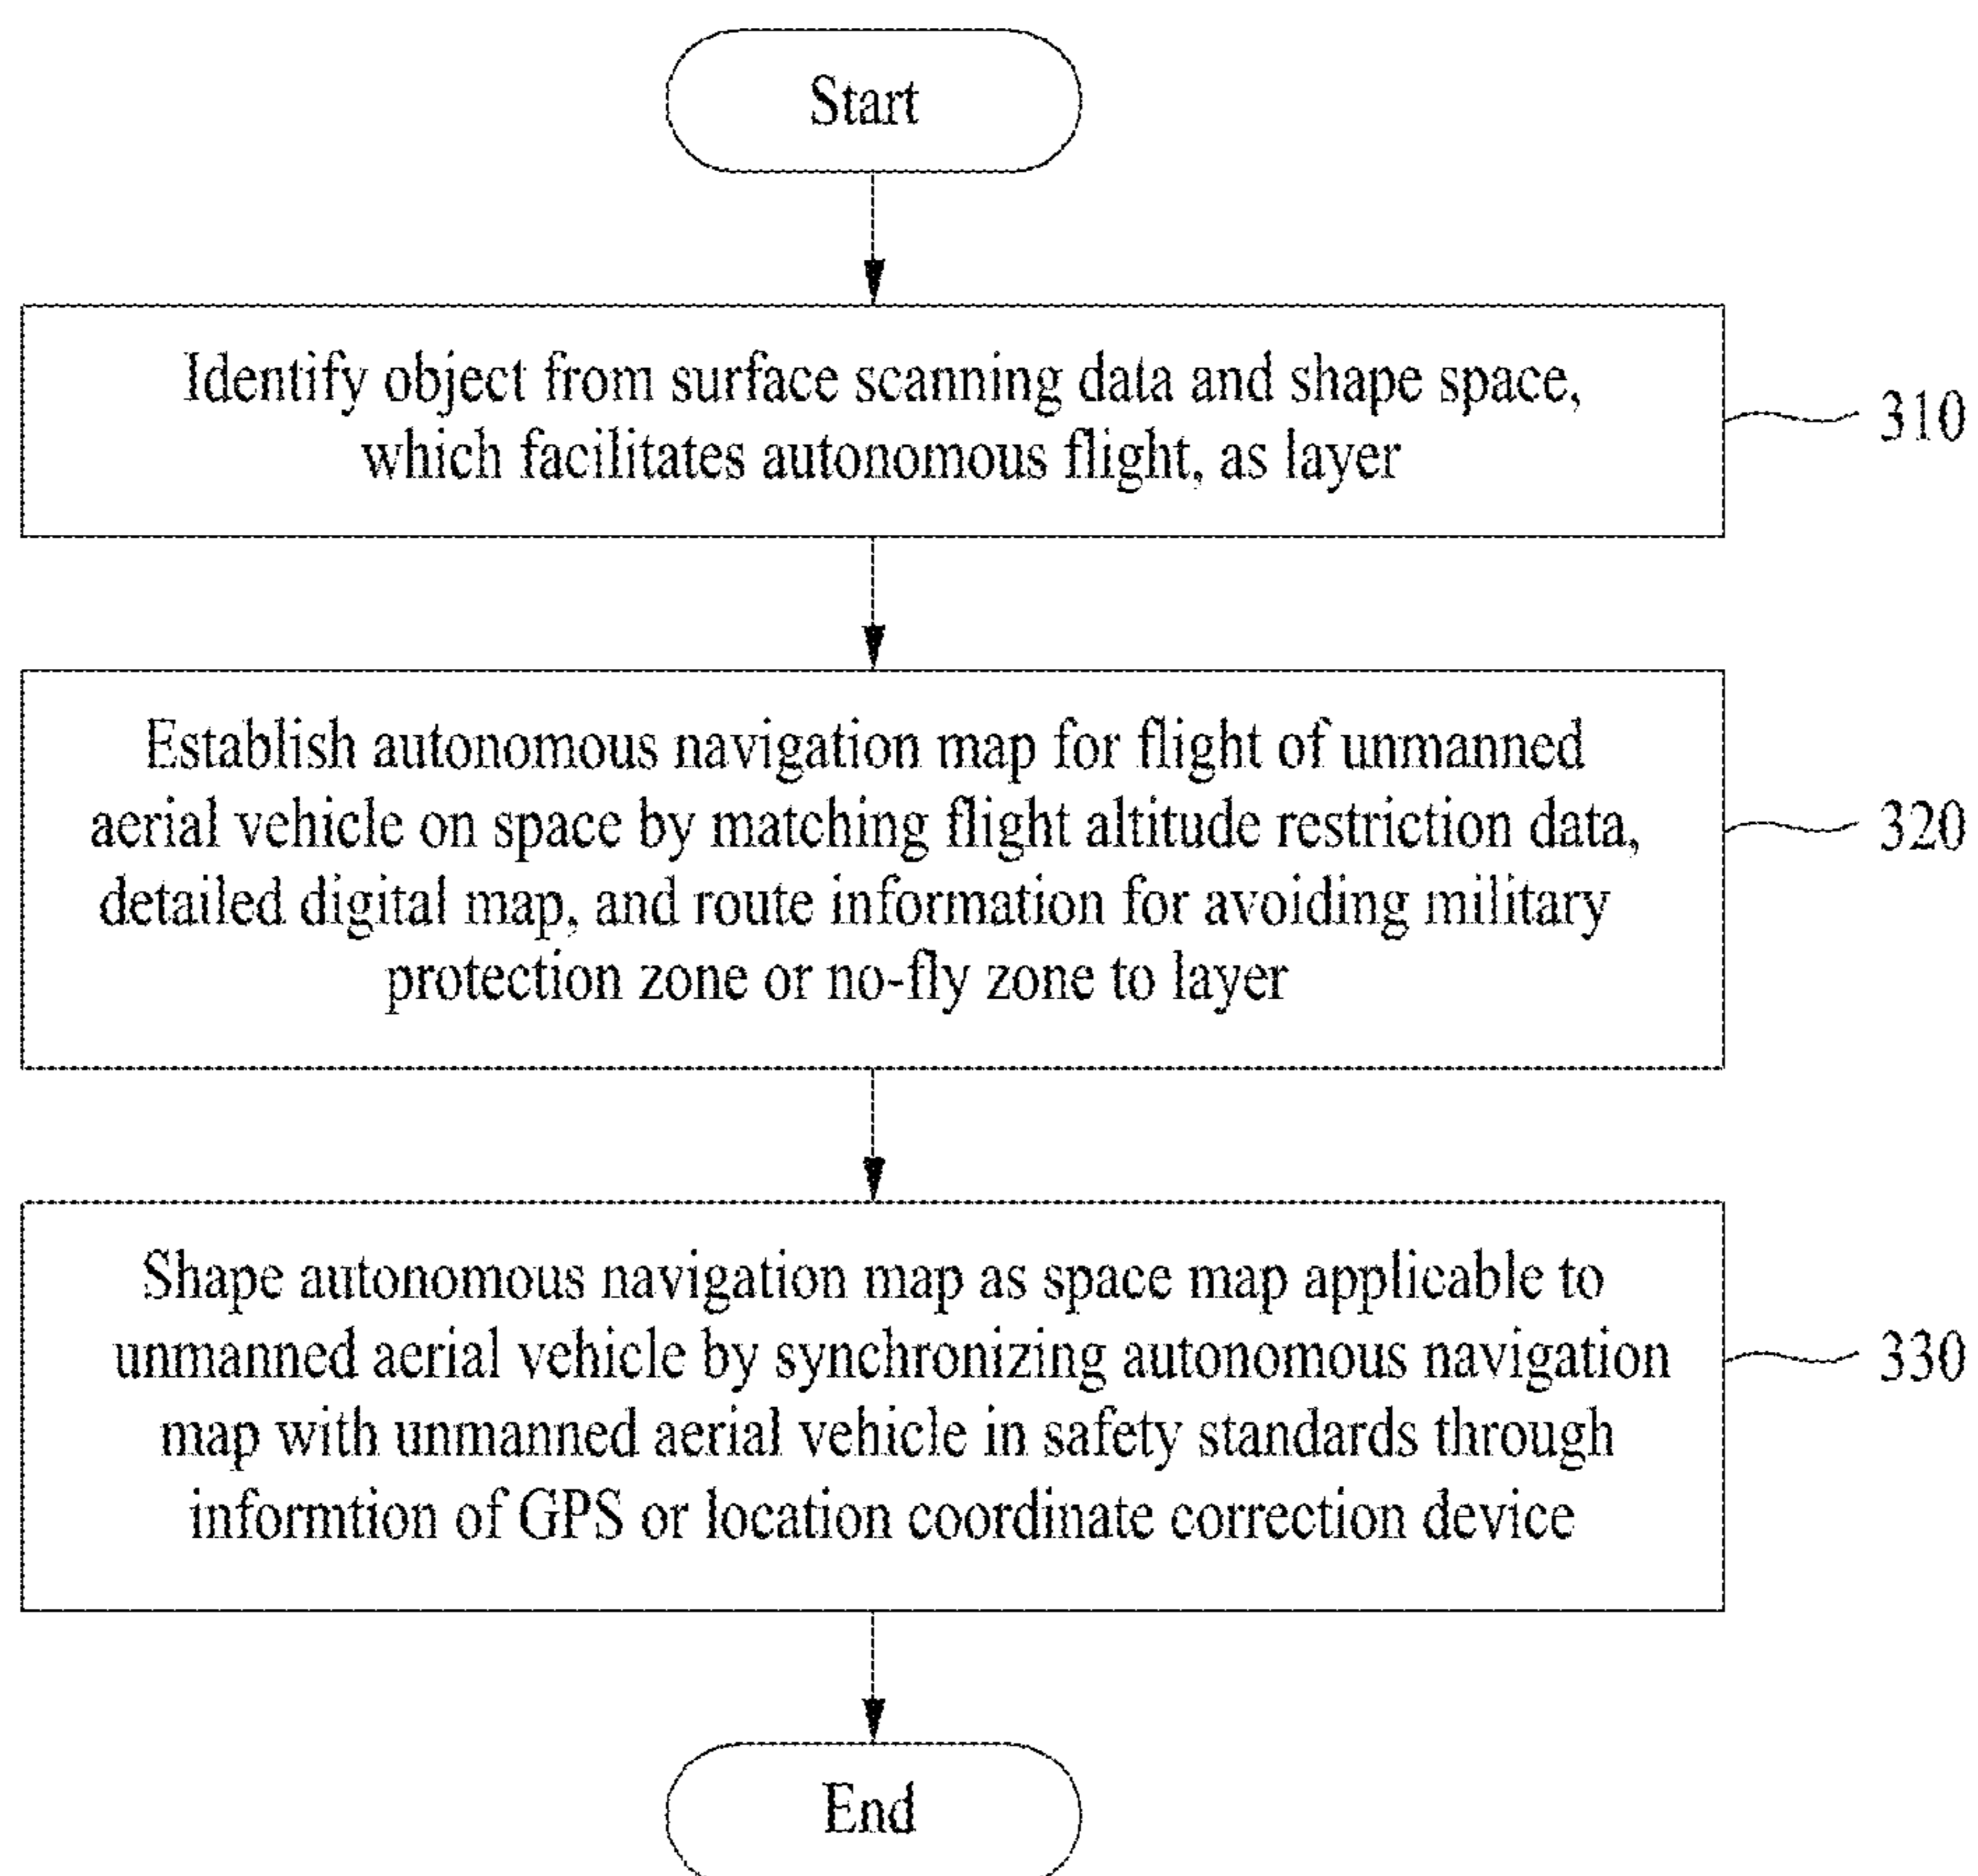 Start
Identify object from surface scanning data and shape space,
which facilitates autonomous flight, as layer
310
Establish autonomous navigation map for flight of unmanned
aerial vehicle on space by matching flight altitude restriction data,
detailed digital map, and route information for avoiding military
protection zone or no-fly zone to layer
320
Shape autonomous navigation map as space map applicable to
unmanned aerial vehicle by synchronizing autonomous navigation
map with unmanned aerial vehicle in safety standards through
informtion of GPS or location coordinate correction device
330
End